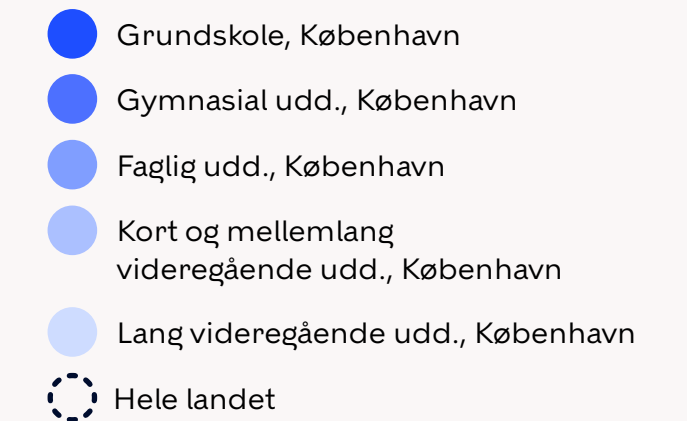 Grundskole, København
Gymnasial udd., København
Faglig udd., København
Kort og mellemlang
videregående udd., København
Lang videregående udd., København
Hele landet